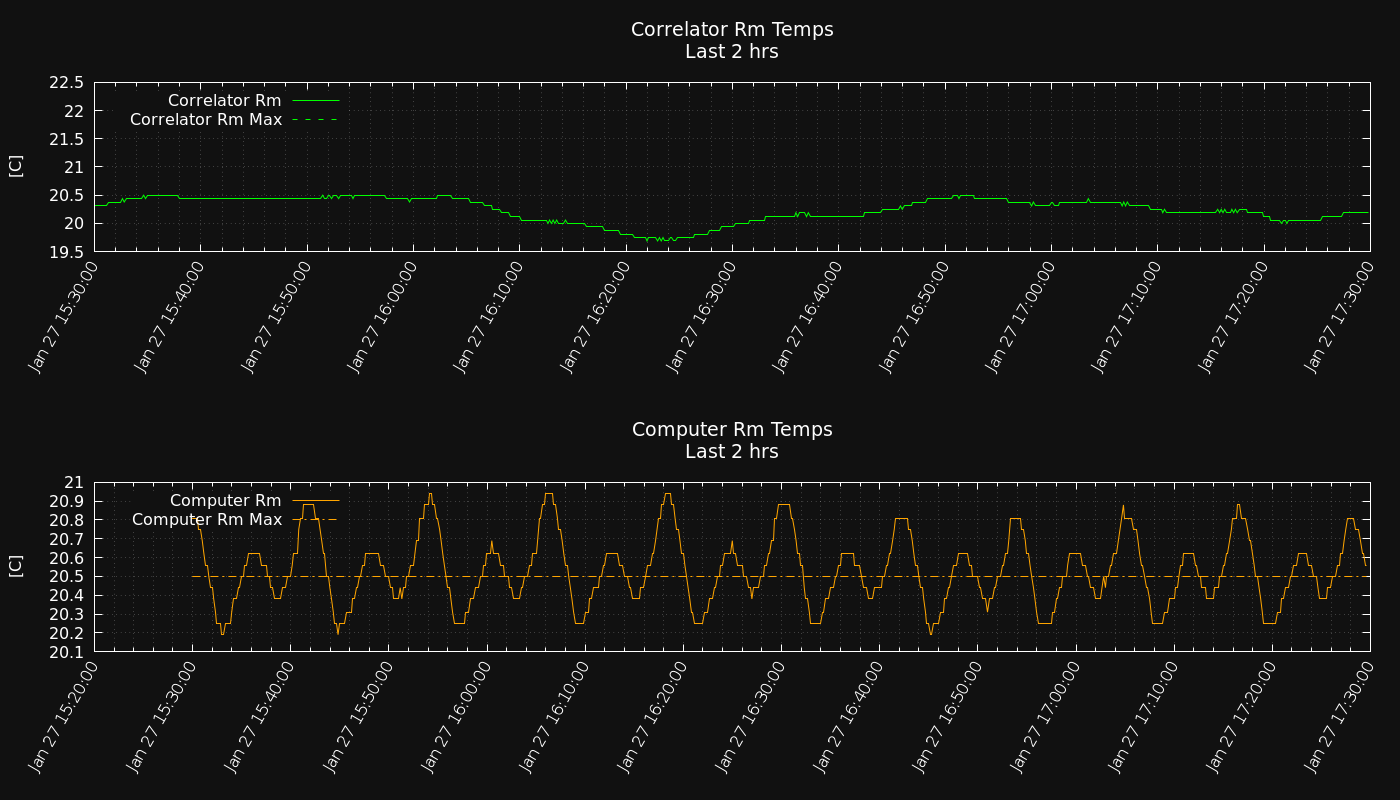 Correlator Rm Temps
Last 2 hrs
22.5
22
21.5
21
20.5
20
19.5
[C]
Correlator Rm
Correlator Rm Max
Jan 27 15:30:00
Jan 27 15:40:00
Jan 27 15:50:00
Jan 27 16:00:00
Jan 27 16:10:00
Jan 27 16:20:00
Jan 27 16:30:00
Jan 27 16:40:00
Jan 27 16:50:00
Jan 27 17:00:00
Jan 27 17:10:00
Jan 27 17:20:00
Jan 27 17:30:00
Computer Rm Temps
Last 2 hrs
21
20.9
20.8
20.7
20.6
20.5
20.4
20.3
20.2
20.1
[C]
Computer Rm
Computer Rm Max
Jan 27 15:20:00
Jan 27 15:30:00
Jan 27 15:40:00
Jan 27 15:50:00
Jan 27 16:00:00
Jan 27 16:10:00
Jan 27 16:20:00
Jan 27 16:30:00
Jan 27 16:40:00
Jan 27 16:50:00
Jan 27 17:00:00
Jan 27 17:10:00
Jan 27 17:20:00
Jan 27 17:30:00